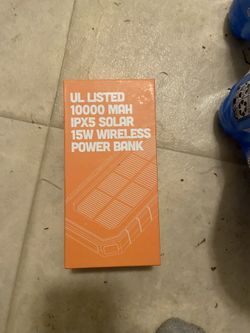 UL LISTED
10000 MAH
IPX5 SOLAR
15W WIRELESS
POWER BANK